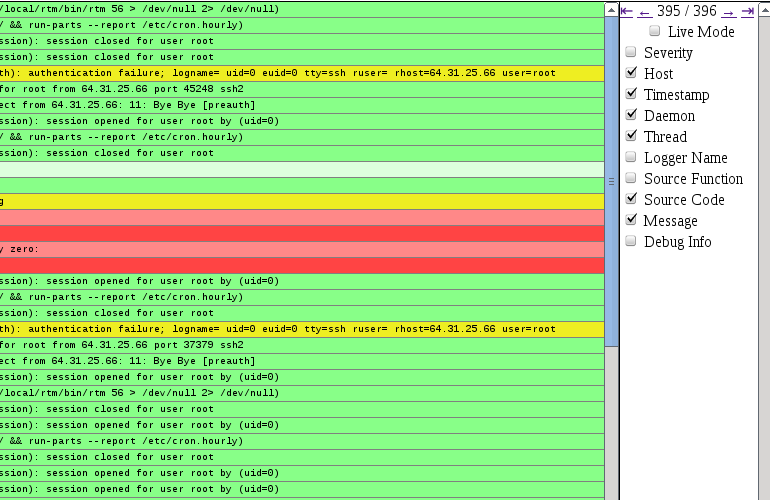 /local/rtm/bin/rtm 56 > /dev/null 2> /dev/null)
/ && run-parts --report /etc/cron.hourly)
ssion): session closed for user root
ssion): session closed for user root
th): authentication failure; logname= uid=0 euid=0 tty=ssh ruser= rhost=64.31.25.66 user=root
for root from 64.31.25.66 port 45248 ssh2
ect from 64.31.25.66: 11: Bye Bye [preauth]
ssion): session opened for user root by (uid=0)
/ && run-parts --report /etc/cron.hourly)
ssion): session closed for user root
g
y zero:
ssion): session opened for user root by (uid=0)
/ && run-parts --report /etc/cron.hourly)
ssion): session closed for user root
th): authentication failure; logname= uid=0 euid=0 tty=ssh ruser= rhost=64.31.25.66 user=root
for root from 64.31.25.66 port 37379 ssh2
ect from 64.31.25.66: 11: Bye Bye [preauth]
ssion): session opened for user root by (uid=0)
/local/rtm/bin/rtm 56 > /dev/null 2> /dev/null)
ssion): session closed for user root
ssion): session opened for user root by (uid=0)
/ && run-parts --report /etc/cron.hourly)
ssion): session closed for user root
ssion): session opened for user root by (uid=0)
ssion): session opened for user root by (uid=0)
⇤ ← 395 / 396 → ⇥
Live Mode
Severity
Host
Timestamp
Daemon
Thread
Logger Name
Source Function
Source Code
Message
Debug Info